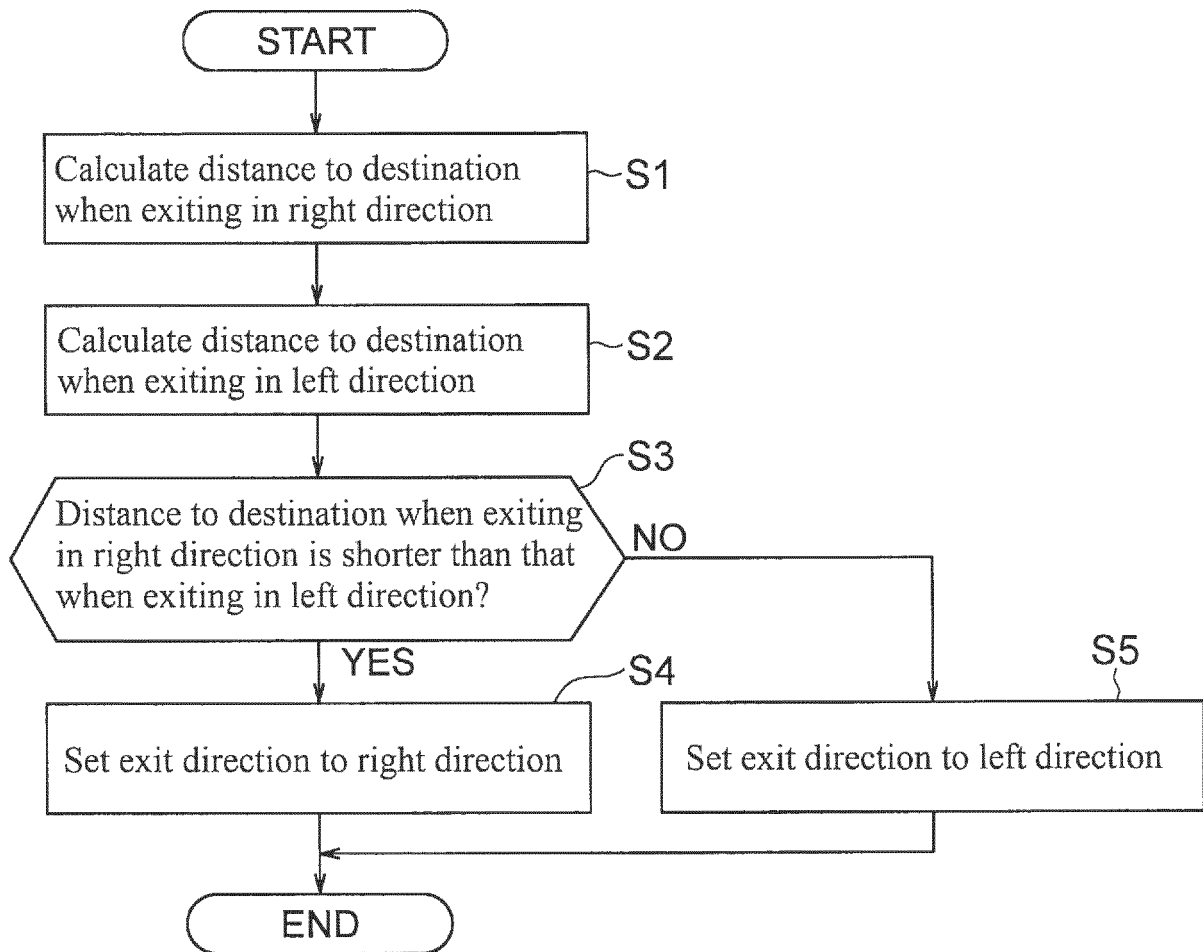 START
Calculate distance to destination
when exiting in right direction
S1
Calculate distance to destination
when exiting in left direction
S2
S3
Distance to destination when exiting
in right direction is shorter than that
when exiting in left direction?
NO
YES
S4
S5
Set exit direction to right direction
Set exit direction to left direction
END